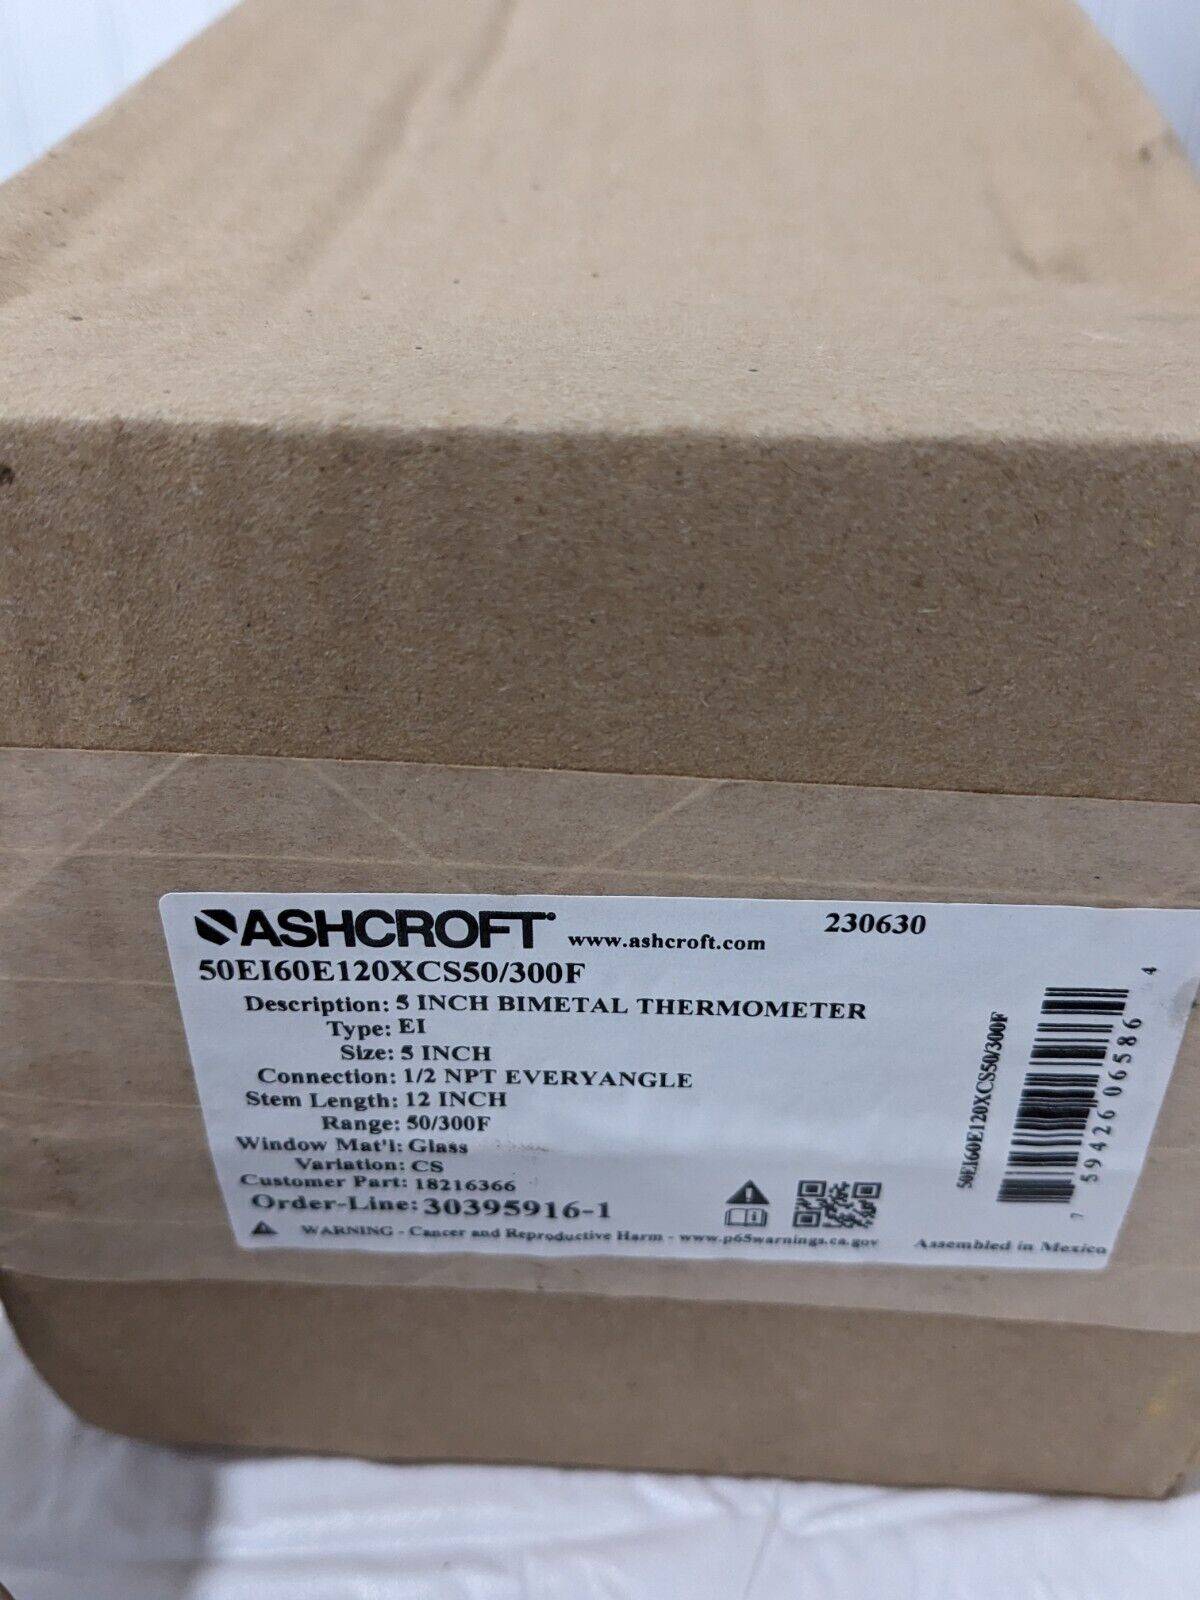 ASHCROFT® www.ashcroft.com 230630
50EI60E120XCS50/300F
Description: 5 INCH BIMETAL THERMOMETER
Type: EI
Size: 5 INCH
Connection: 1/2 NPT EVERYANGLE
Stem Length: 12 INCH
Range: 50/300F
Window Mat'l: Glass
Variation: CS
Customer Part: 18216366
Order-Line: 30395916-1
WARNING - Cancer and Reproductive Harm - www.p65warnings.ca.gov
Assembled in Mexico
50EI60E120XCS50/300F
7 59426 06586 4